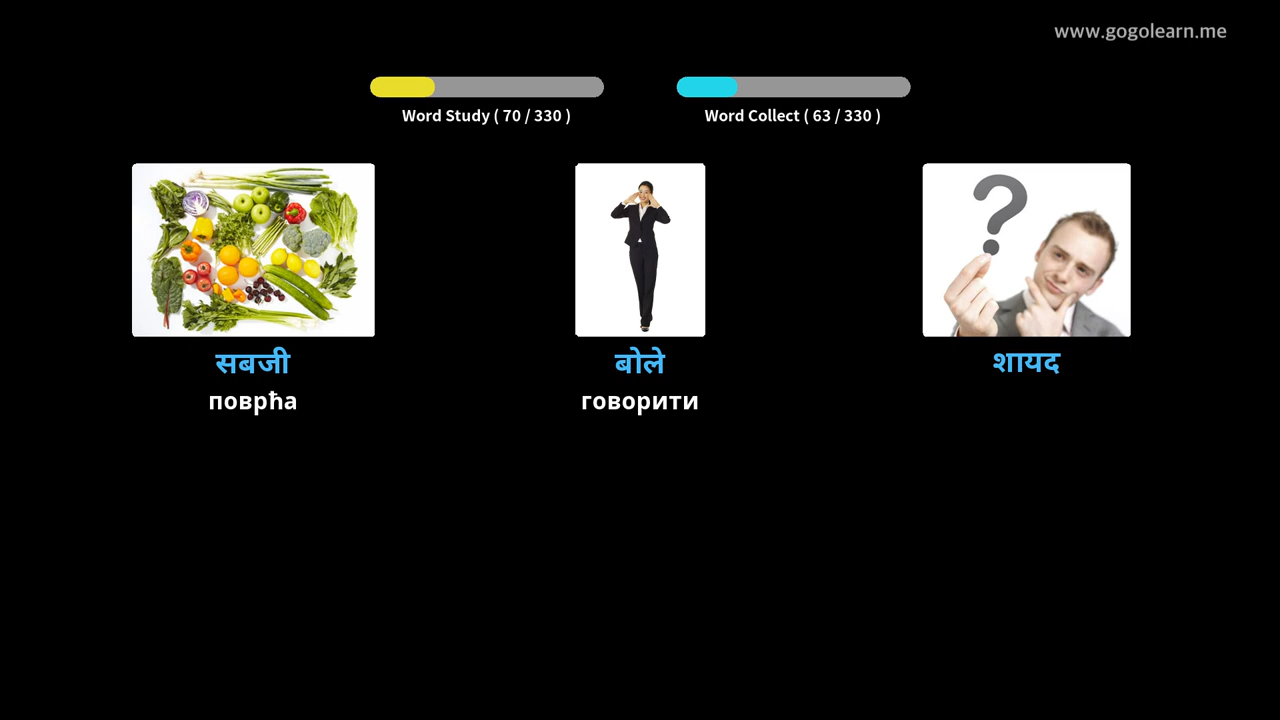 www.gogolearn.me
Word Study ( 70 / 330 )
Word Collect ( 63 / 330 )
सबजी
поврћа
बोले
говорити
शायद